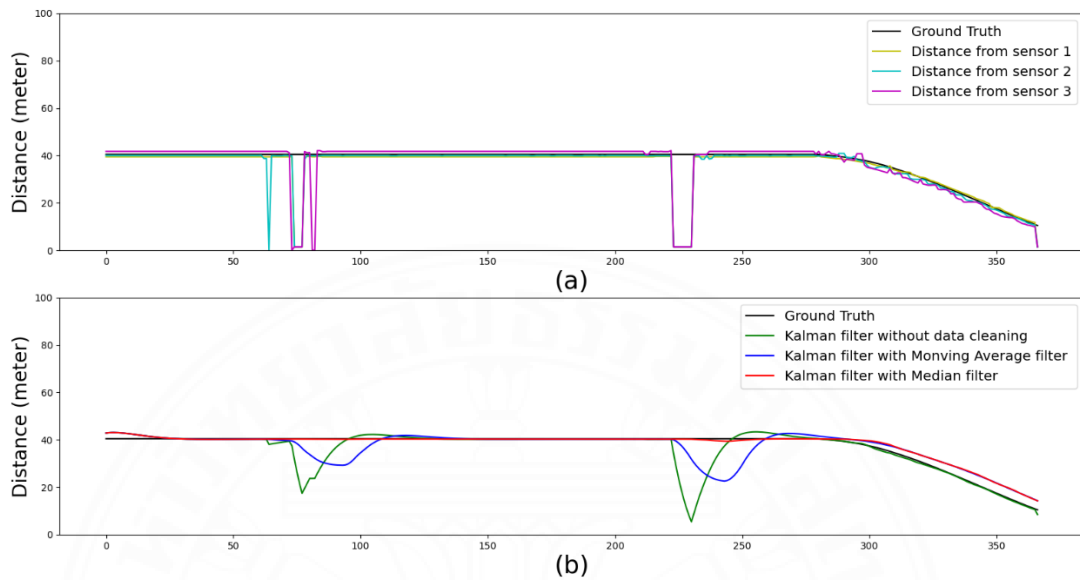 100
80
60
40
20
0
Distance (meter)
Ground Truth
Distance from sensor 1
Distance from sensor 2
Distance from sensor 3
0 50 100 150 200 250 300 350
(a)
100
80
60
40
20
0
Distance (meter)
Ground Truth
Kalman filter without data cleaning
Kalman filter with Monving Average filter
Kalman filter with Median filter
0 50 100 150 200 250 300 350
(b)